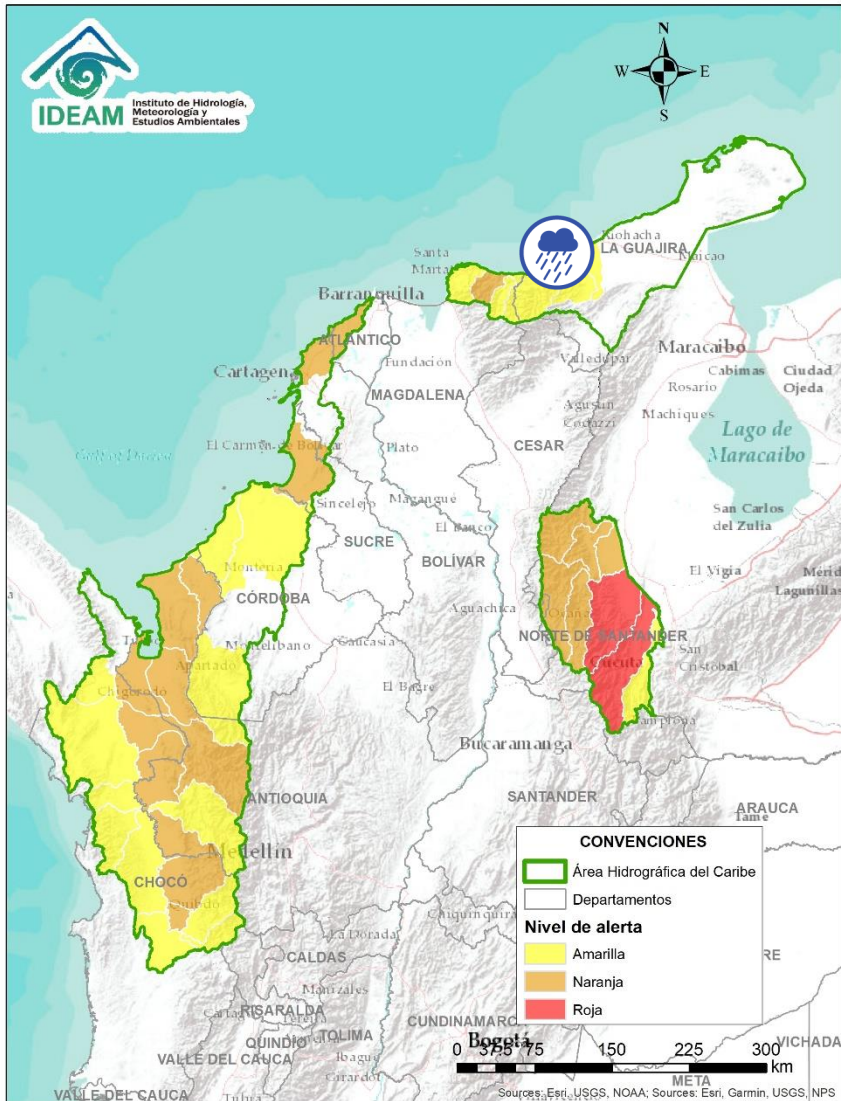 IDEAM
Instituto de Hidrología,
Meteorología y
Estudios Ambientales
N
W
E
S
Riohacha
LA GUAJIRA
Maicao
Santa
Marta
Barranquilla
ATLÁNTICO
Cartagena
Fundación
Valledupar
Maracaibo
Cabimas
Ciudad
Ojeda
Rosario
MAGDALENA
Agustín
Codazzi
Machiques
El Carmen de Bolívar
Plato
CESAR
Lago de
Maracaibo
Sincelejo
Magangué
San Carlos
del Zulia
SUCRE
El Banco
BOLÍVAR
Montería
El Vigía
Lagunillas
CÓRDOBA
Aguachica
Ocaña
NORTE DE SANTANDER
Montelíbano
Caucasia
Apartadó
San
Cristóbal
Cúcuta
Chigorodó
El Bagre
Pamplona
Bucaramanga
ANTIOQUIA
SANTANDER
ARAUCA
Tame
Medellín
CHOCÓ
Quibdó
CONVENCIONES
Área Hidrográfica del Caribe
Departamentos
Nivel de alerta
Amarilla
Naranja
Roja
La Dorada
CALDAS
Manizales
RISARALDA
Pereira
QUINDÍO
TOLIMA
CUNDINAMARC
Bogotá
Ibagué
Girardot
VALLE DEL CAUCA
VALLE DEL CAUCA
VICHADA
META
0 37,5 75 150 225 300
km
Sources: Esri, USGS, NOAA; Sources: Esri, Garmin, USGS, NPS